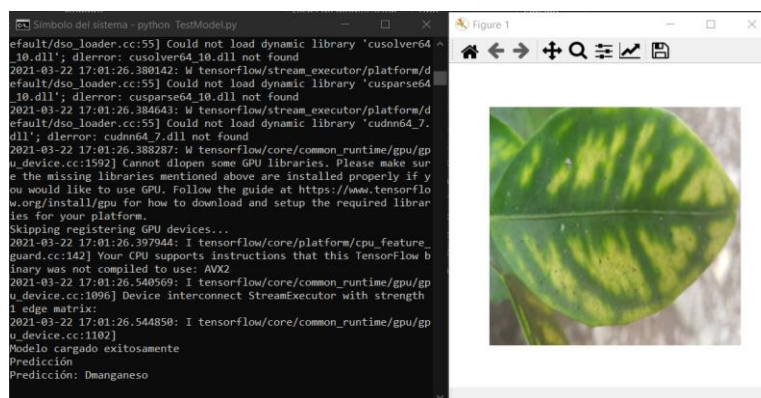 Símbolo del sistema - python TestModel.py
efault/dso_loader.cc:55] Could not load dynamic library 'cusolver64
_10.dll'; dlerror: cusolver64_10.dll not found
2021-03-22 17:01:26.380142: W tensorflow/stream_executor/platform/d
efault/dso_loader.cc:55] Could not load dynamic library 'cusparse64
_10.dll'; dlerror: cusparse64_10.dll not found
2021-03-22 17:01:26.384643: W tensorflow/stream_executor/platform/d
efault/dso_loader.cc:55] Could not load dynamic library 'cudnn64_7.
dll'; dlerror: cudnn64_7.dll not found
2021-03-22 17:01:26.388287: W tensorflow/core/common_runtime/gpu/gp
u_device.cc:1592] Cannot dlopen some GPU libraries. Please make sur
e the missing libraries mentioned above are installed properly if y
ou would like to use GPU. Follow the guide at https://www.tensorflo
w.org/install/gpu for how to download and setup the required librar
ies for your platform.
Skipping registering GPU devices...
2021-03-22 17:01:26.397944: I tensorflow/core/platform/cpu_feature_
guard.cc:142] Your CPU supports instructions that this TensorFlow b
inary was not compiled to use: AVX2
2021-03-22 17:01:26.540569: I tensorflow/core/common_runtime/gpu/gp
u_device.cc:1096] Device interconnect StreamExecutor with strength
1 edge matrix:
2021-03-22 17:01:26.544850: I tensorflow/core/common_runtime/gpu/gp
u_device.cc:1102]
Modelo cargado exitosamente
Predicción
Predicción: Dmanganeso
Figure 1